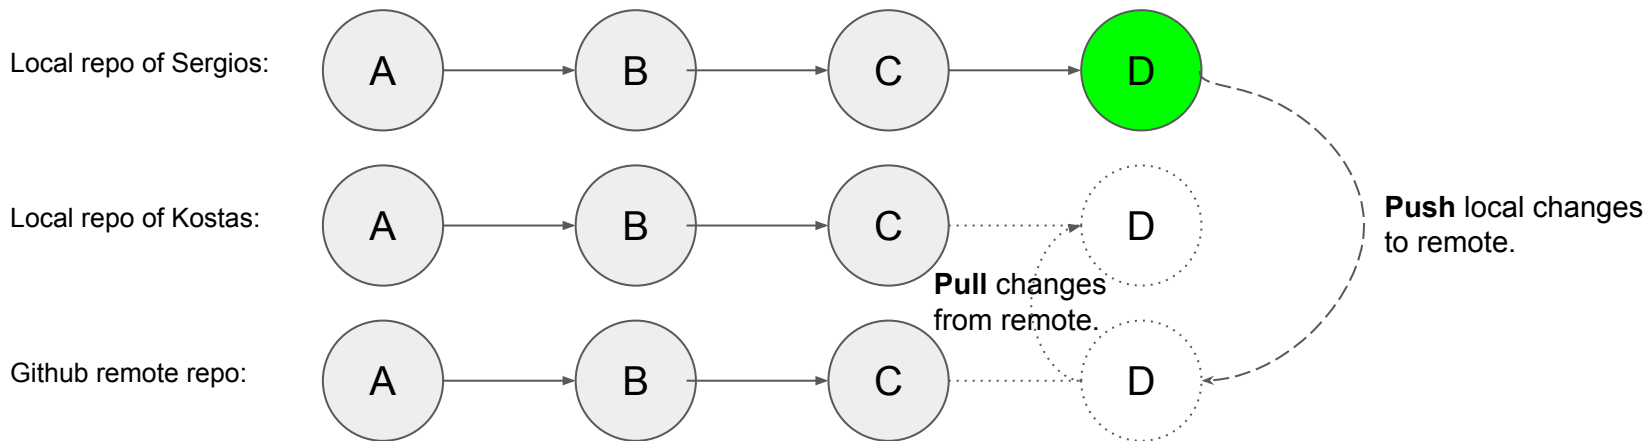 Local repo of Sergios:
A
B
C
D
Local repo of Kostas:
A
B
C
D
Push local changes
to remote.
Pull changes
from remote.
Github remote repo:
A
B
C
D